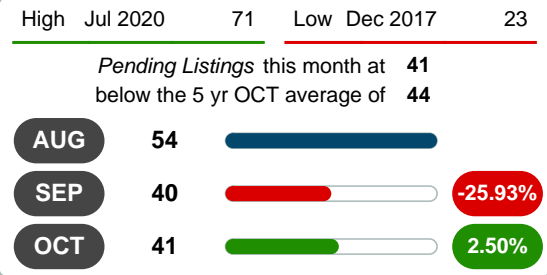 High Jul 2020 71 Low Dec 2017 23
Pending Listings this month at 41
below the 5 yr OCT average of 44
AUG 54
SEP 40 -25.93%
OCT 41 2.50%